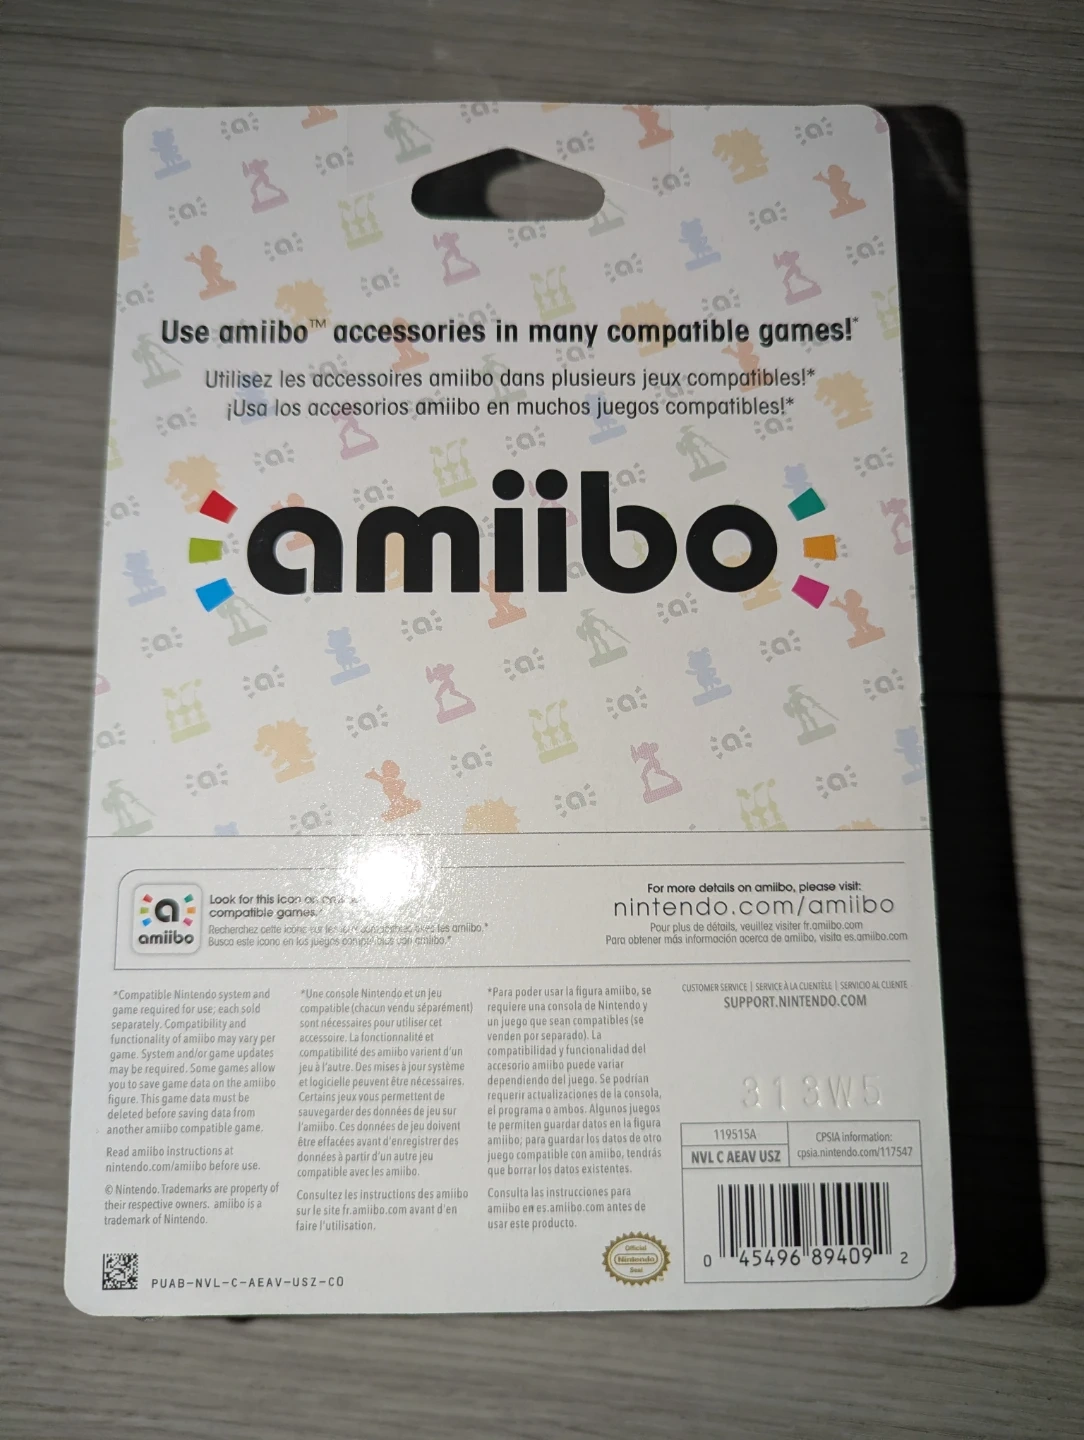 Use amiibo™ accessories in many compatible games!*
Utilisez les accessoires amiibo dans plusieurs jeux compatibles!*
¡Usa los accesorios amiibo en muchos juegos compatibles!*
amiibo
amiibo
Look for this icon on
compatible games.*
Recherchez cette icône sur les les amiibo.*
Busca este icono en los juegos compatibles con amiibo.*
For more details on amiibo, please visit:
nintendo.com/amiibo
Pour plus de détails, veuillez visiter fr.amiibo.com
Para obtener más información acerca de amiibo, visita es.amiibo.com
*Compatible Nintendo system and
game required for use; each sold
separately. Compatibility and
functionality of amiibo may vary per
game. System and/or game updates
may be required. Some games allow
you to save game data on the amiibo
figure. This game data must be
deleted before saving data from
another amiibo compatible game.
Read amiibo instructions at
nintendo.com/amiibo before use.
© Nintendo. Trademarks are property of
their respective owners. amiibo is a
trademark of Nintendo.
*Une console Nintendo et un jeu
compatible (chacun vendu séparément)
sont nécessaires pour utiliser cet
accessoire. La fonctionnalité et
compatibilité des amiibo varient d'un
jeu à l'autre. Des mises à jour système
et logicielle peuvent être nécessaires.
Certains jeux vous permettent de
sauvegarder des données de jeu sur
l'amiibo. Ces données de jeu doivent
être effacées avant d'enregistrer des
données à partir d'un autre jeu
compatible avec les amiibo.
Consultez les instructions des amiibo
sur le site fr.amiibo.com avant d'en
faire l'utilisation.
*Para poder usar la figura amiibo, se
requiere una consola de Nintendo y
un juego que sean compatibles (se
venden por separado). La
compatibilidad y funcionalidad del
accesorio amiibo puede variar
dependiendo del juego. Se podrían
requerir actualizaciones de la consola,
el programa o ambos. Algunos juegos
te permiten guardar datos en la figura
amiibo; para guardar los datos de otro
juego compatible con amiibo, tendrás
que borrar los datos existentes.
Consulta las instrucciones para
amiibo en es.amiibo.com antes de
usar este producto.
CUSTOMER SERVICE | SERVICE À LA CLIENTÈLE | SERVICIO AL CLIENTE
SUPPORT.NINTENDO.COM
313W5
119515A
NVL C AEAV USZ
CPSIA information:
cpsia.nintendo.com/117547
0 45496 89409 2
Official
Nintendo
Seal
PUAB-NVL-C-AEAV-USZ-C0